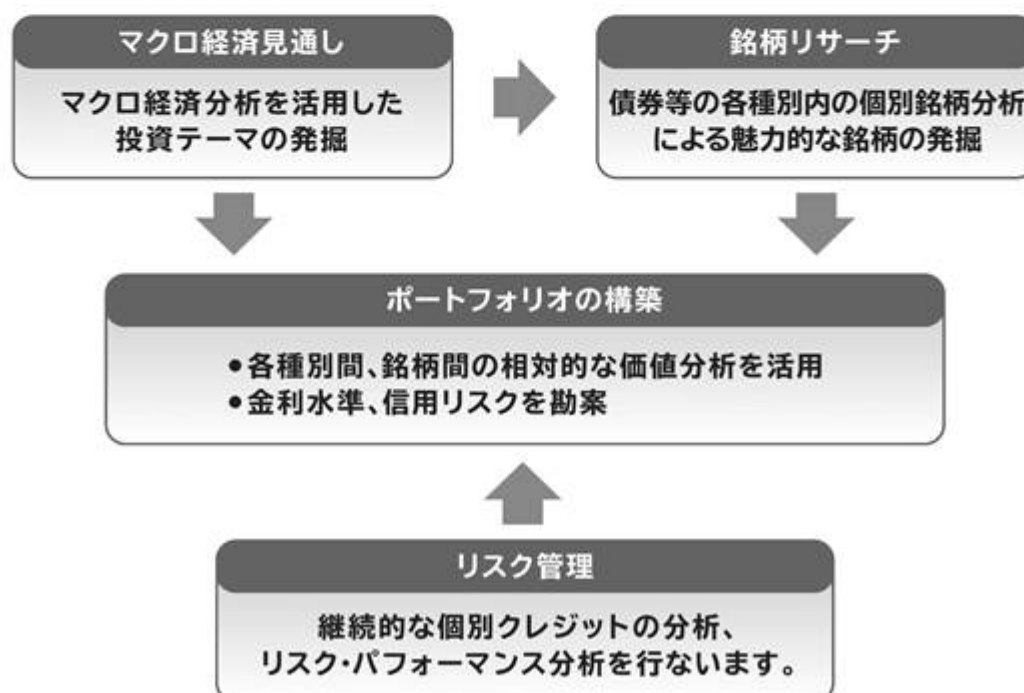 マクロ経済見通し
マクロ経済分析を活用した
投資テーマの発掘
銘柄リサーチ
債券等の各種別内の個別銘柄分析
による魅力的な銘柄の発掘
ポートフォリオの構築
●各種別間、銘柄間の相対的な価値分析を活用
●金利水準、信用リスクを勘案
リスク管理
継続的な個別クレジットの分析、
リスク・パフォーマンス分析を行ないます。